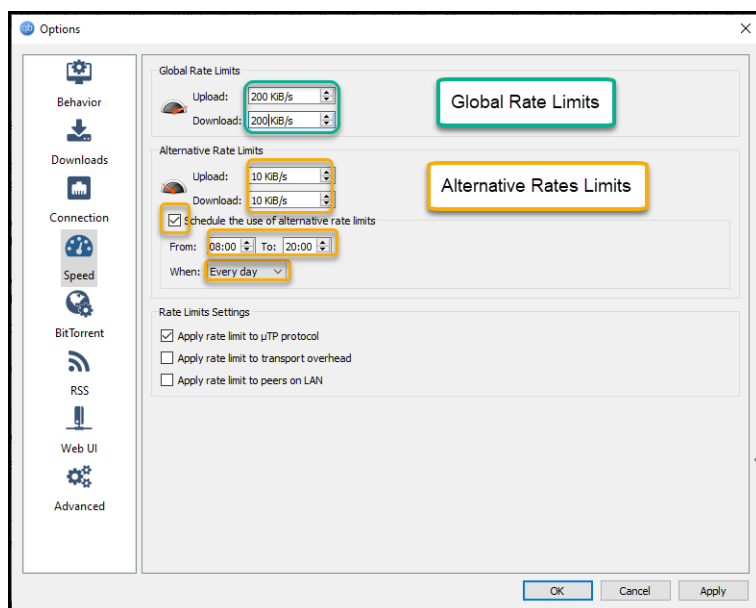 qb Options
Behavior
Downloads
Connection
Speed
BitTorrent
RSS
Web UI
Advanced
Global Rate Limits
Upload: 200 KiB/s
Download: 200 KiB/s
Global Rate Limits
Alternative Rate Limits
Upload: 10 KiB/s
Download: 10 KiB/s
Alternative Rates Limits
Schedule the use of alternative rate limits
From: 08:00 To: 20:00
When: Every day
Rate Limits Settings
Apply rate limit to µTP protocol
Apply rate limit to transport overhead
Apply rate limit to peers on LAN
OK Cancel Apply